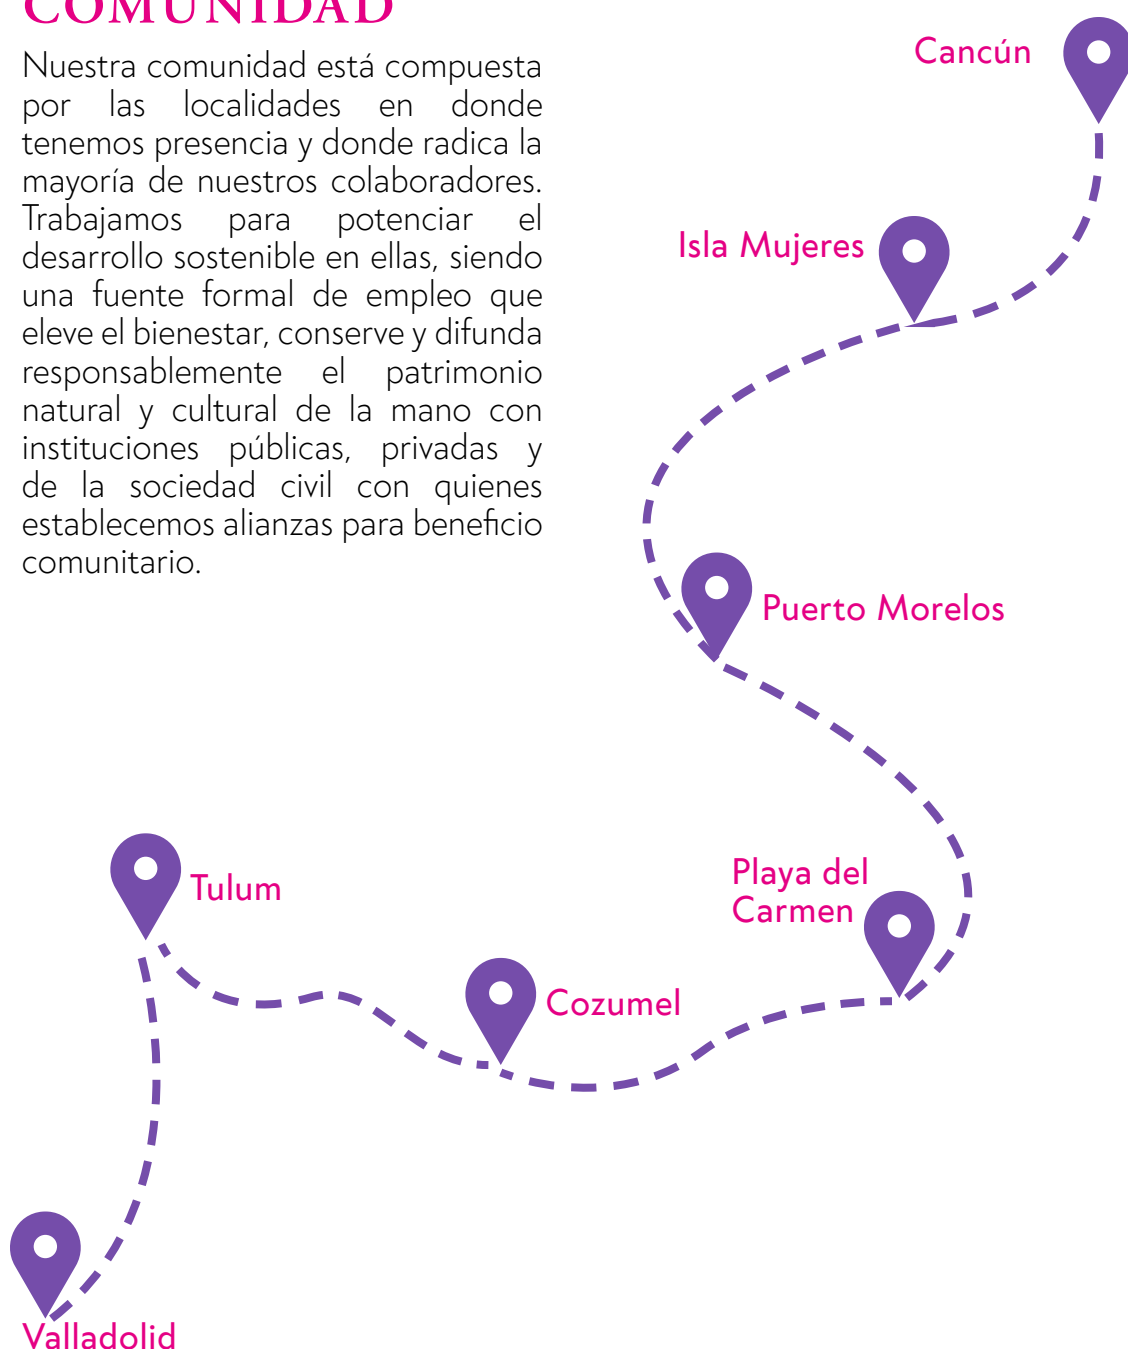 COMUNIDAD
Nuestra comunidad está compuesta
por las localidades en donde
tenemos presencia y donde radica la
mayoría de nuestros colaboradores.
Trabajamos para potenciar el
desarrollo sostenible en ellas, siendo
una fuente formal de empleo que
eleve el bienestar, conserve y difunda
responsablemente el patrimonio
natural y cultural de la mano con
instituciones públicas, privadas y
de la sociedad civil con quienes
establecemos alianzas para beneficio
comunitario.
Cancún
Isla Mujeres
Puerto Morelos
Playa del
Carmen
Cozumel
Tulum
Valladolid